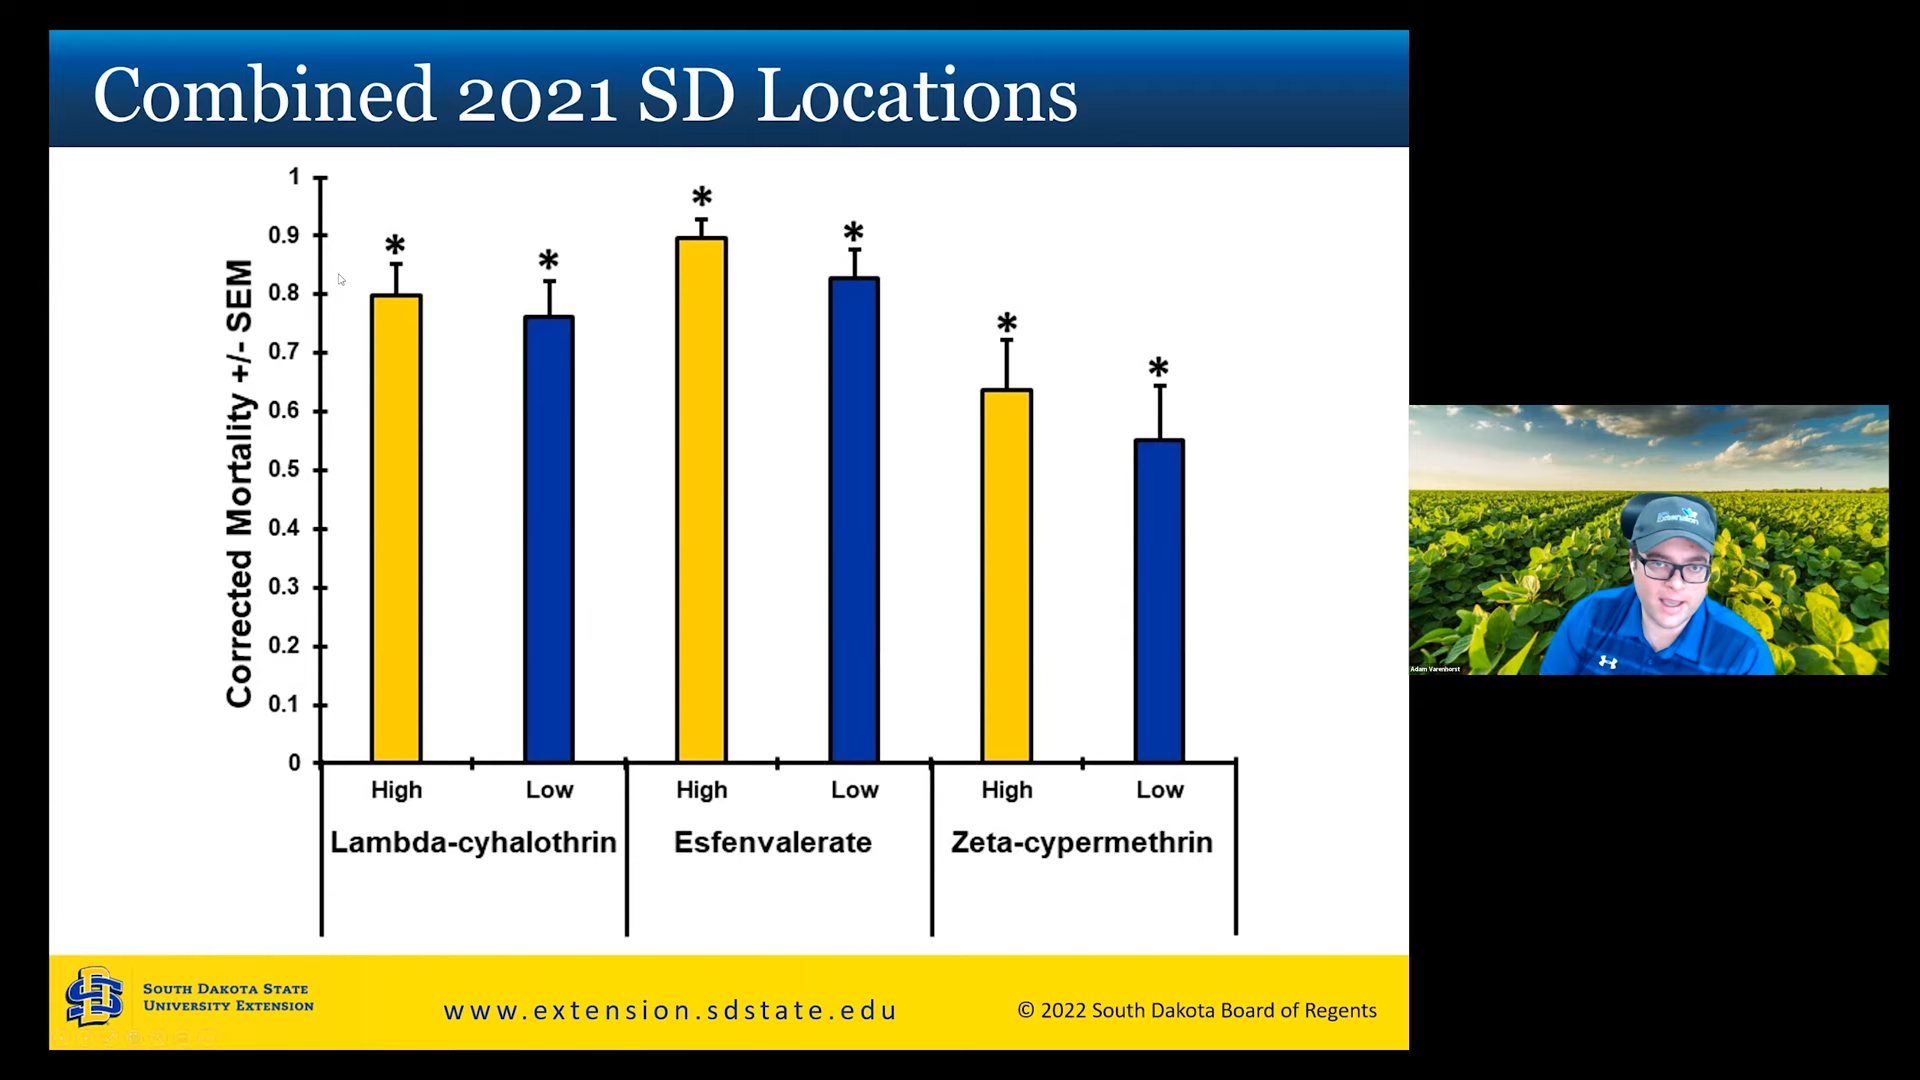 Combined 2021 SD Locations
Corrected Mortality +/- SEM
1
0.9
0.8
0.7
0.6
0.5
0.4
0.3
0.2
0.1
0
* * * * * *
High Low High Low High Low
Lambda-cyhalothrin Esfenvalerate Zeta-cypermethrin
SOUTH DAKOTA STATE
UNIVERSITY EXTENSION
www.extension.sdstate.edu
© 2022 South Dakota Board of Regents
Extension
Adam Varenhorst